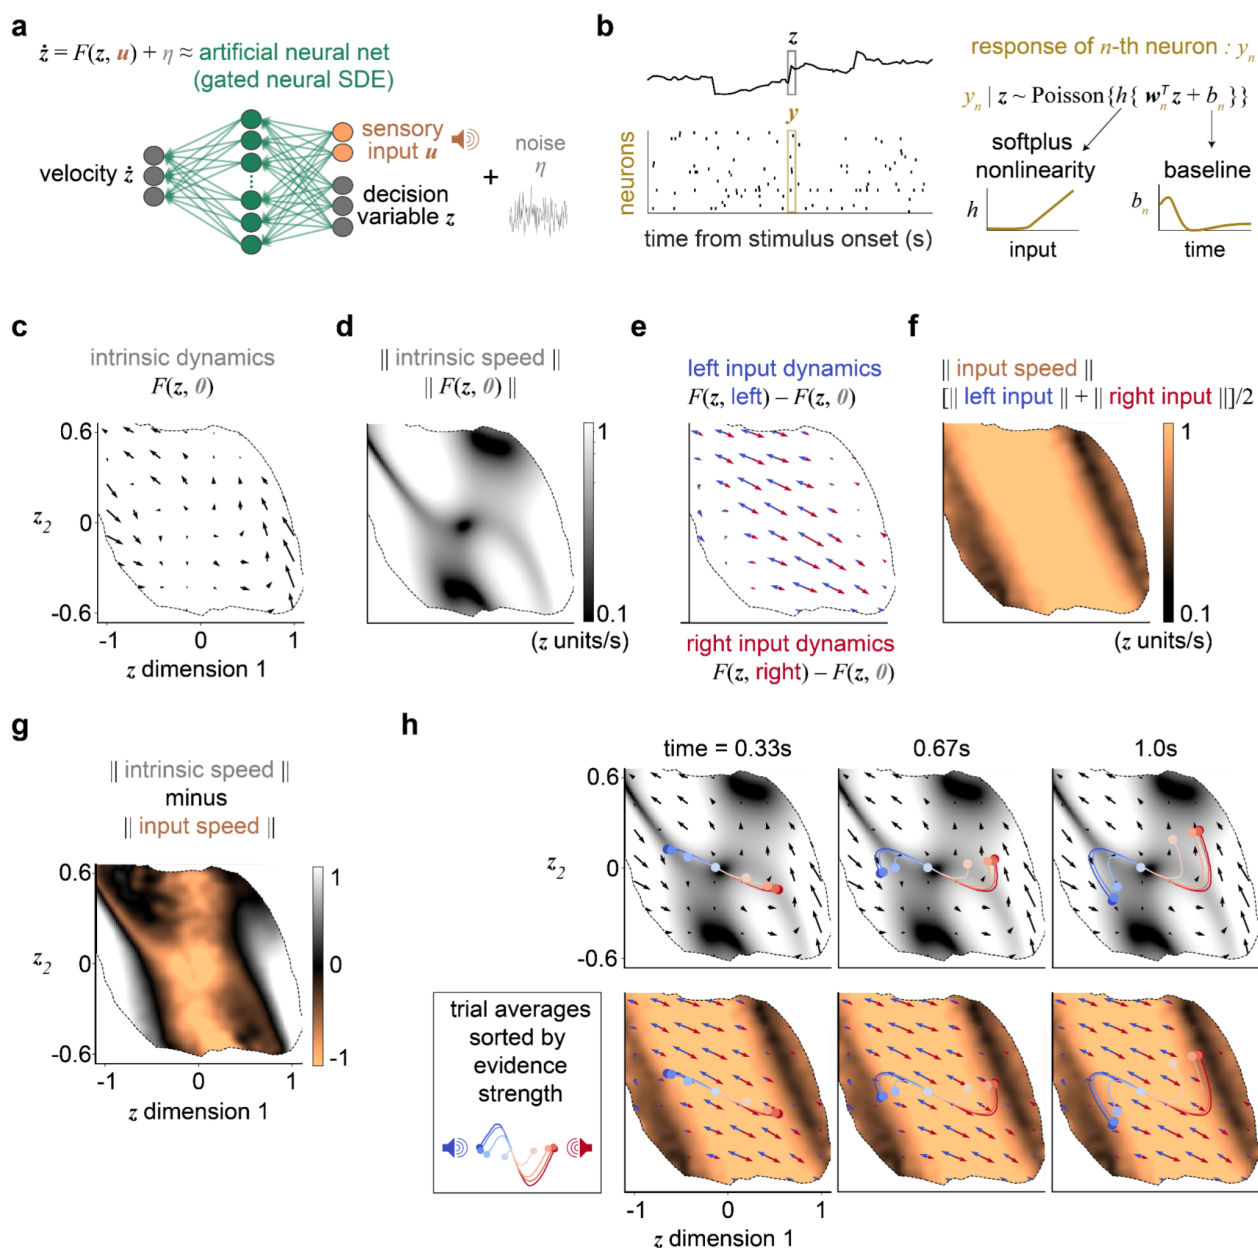 a
ż = F(z, u) + η ≈ artificial neural net
(gated neural SDE)
velocity ż
sensory
input u
decision
variable z
+
noise
η
b
z
y
neurons
time from stimulus onset (s)
response of n-th neuron : yₙ
yₙ | z ~ Poisson{h{ wₙᵀz + bₙ}}
softplus
nonlinearity
h
input
baseline
bₙ
time
c
intrinsic dynamics
F(z, 0)
0.6
z₂
0
-0.6
-1 0 1
z dimension 1
d
|| intrinsic speed ||
|| F(z, 0) ||
1
0.1
(z units/s)
e
left input dynamics
F(z, left) – F(z, 0)
right input dynamics
F(z, right) – F(z, 0)
f
|| input speed ||
[|| left input || + || right input ||]/2
1
0.1
(z units/s)
g
|| intrinsic speed ||
minus
|| input speed ||
0.6
z₂
0
-0.6
-1 0 1
z dimension 1
1
0
-1
h
time = 0.33s 0.67s 1.0s
0.6
z₂
0
-0.6
trial averages
sorted by
evidence
strength
-1 0 1
z dimension 1